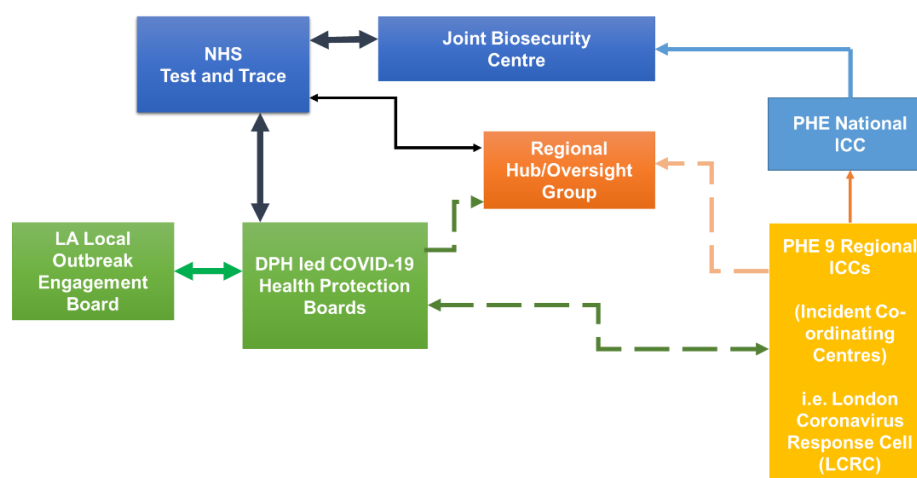 NHS
Test and Trace
Joint Biosecurity
Centre
PHE National
ICC
Regional
Hub/Oversight
Group
LA Local
Outbreak
Engagement
Board
DPH led COVID-19
Health Protection
Boards
PHE 9 Regional
ICCs
(Incident Co-
ordinating
Centres)
i.e. London
Coronavirus
Response Cell
(LCRC)